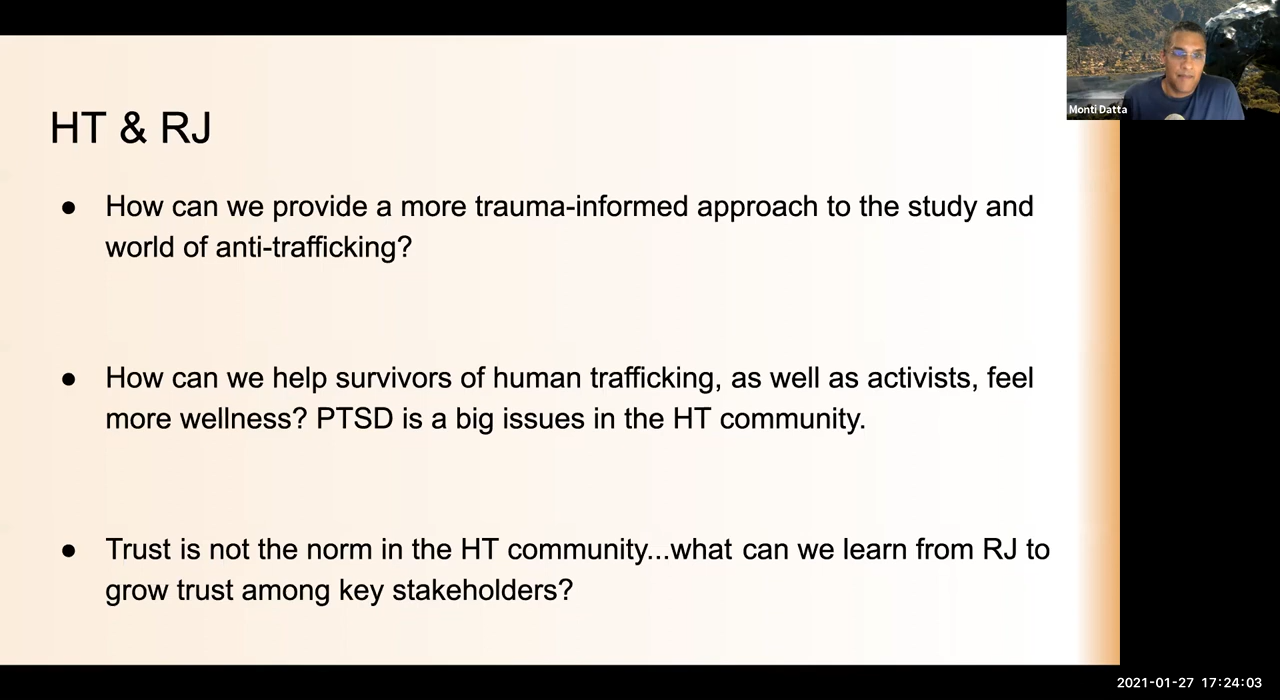 HT & RJ
● How can we provide a more trauma-informed approach to the study and
world of anti-trafficking?
● How can we help survivors of human trafficking, as well as activists, feel
more wellness? PTSD is a big issues in the HT community.
● Trust is not the norm in the HT community...what can we learn from RJ to
grow trust among key stakeholders?
Monti Datta
2021-01-27 17:24:03